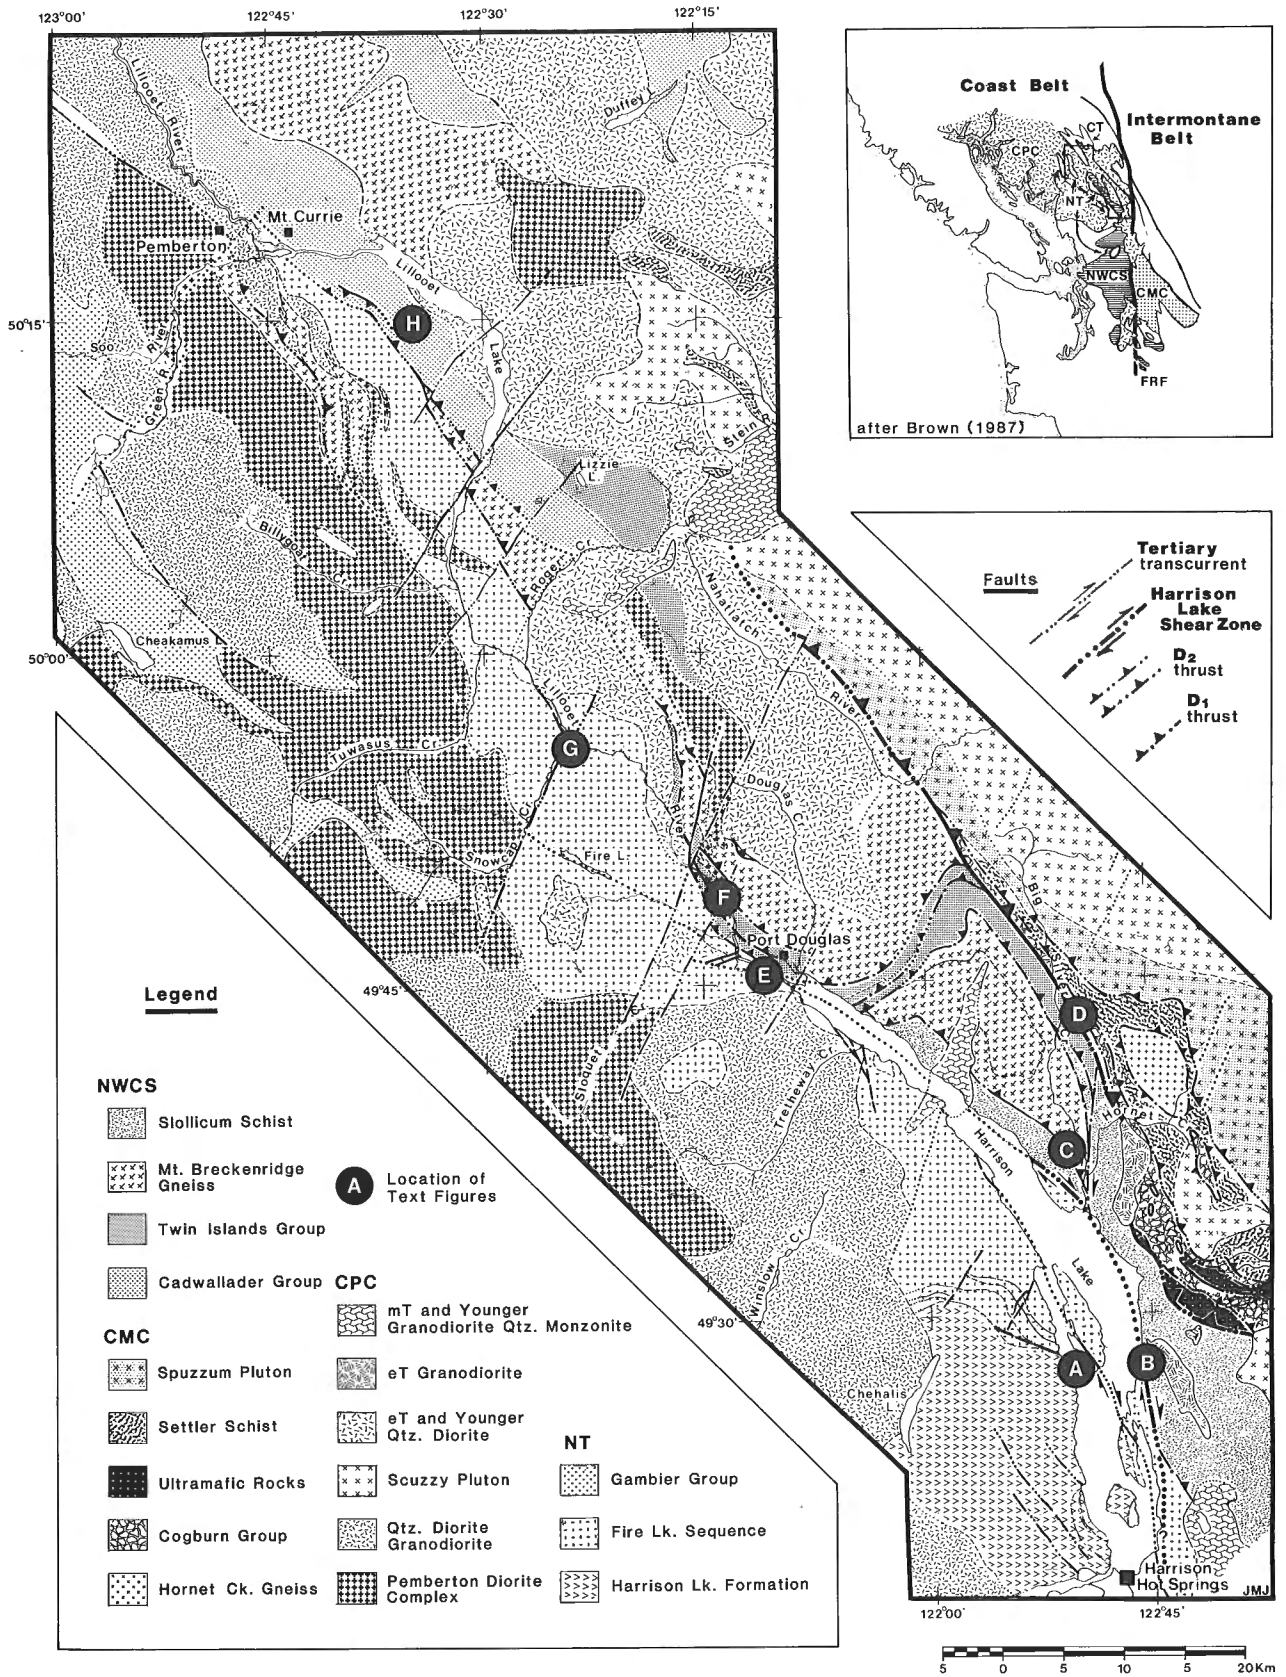 123°00'
122°45'
122°30'
122°15'
Lillooet River
Duffey
Mt. Currie
Pemberton
Lillooet
Lake
50°15'
Soo
River
Green R.
Stein R.
Lizzie
L.
Billygoat
Cr.
Roger Cr.
Nahatlatch
River
Cheakamus L.
50°00'
Lillooet
River
Tuwasus Cr.
Douglas Cr.
Snowcap Cr.
Fire L.
Big
Silver
Port Douglas
49°45'
Sloquet
Tretheway Cr.
Hornet
Cr.
Harrison
Lake
Winslow Cr.
49°30'
Chehalis
L.
Harrison
Hot Springs
JMJ
122°00'
122°45'
5 0 5 10 5 20 Km
A
B
C
D
E
F
G
H
?
Coast Belt
Intermontane
Belt
CT
CPC
NT
NWCS
CMC
FRF
after Brown (1987)
Faults
Tertiary
transcurrent
Harrison
Lake
Shear Zone
D2
thrust
D1
thrust
Legend
NWCS
Slollicum Schist
Mt. Breckenridge
Gneiss
Twin Islands Group
Cadwallader Group
A
Location of
Text Figures
CMC
Spuzzum Pluton
Settler Schist
Ultramafic Rocks
Cogburn Group
Hornet Ck. Gneiss
CPC
mT and Younger
Granodiorite Qtz. Monzonite
eT Granodiorite
eT and Younger
Qtz. Diorite
Scuzzy Pluton
Qtz. Diorite
Granodiorite
Pemberton Diorite
Complex
NT
Gambier Group
Fire Lk. Sequence
Harrison Lk. Formation